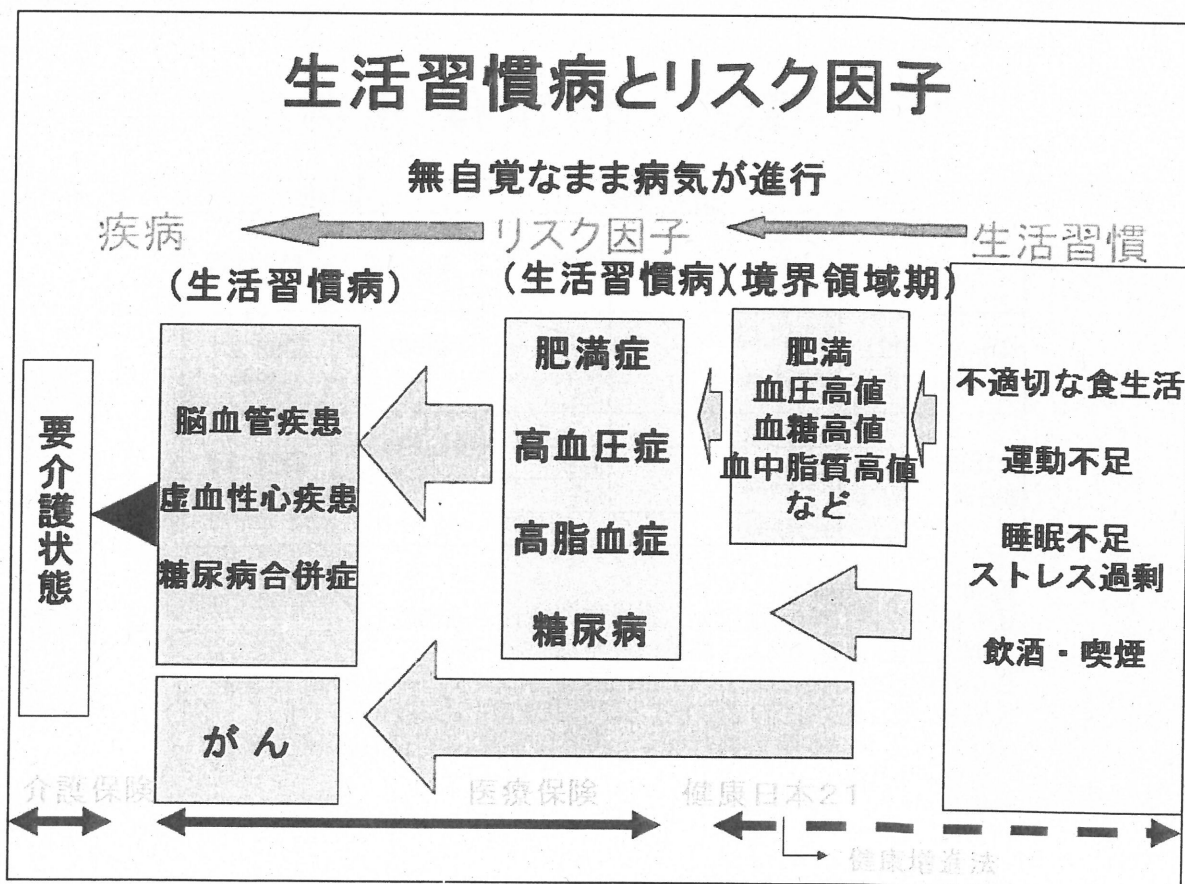 生活習慣病とリスク因子
無自覚なまま病気が進行
疾病
リスク因子
生活習慣
(生活習慣病)
(生活習慣病)(境界領域期)
要介護状態
脳血管疾患
虚血性心疾患
糖尿病合併症
がん
肥満症
高血圧症
高脂血症
糖尿病
肥満
血圧高値
血糖高値
血中脂質高値
など
不適切な食生活
運動不足
睡眠不足
ストレス過剰
飲酒・喫煙
介護保険
医療保険
健康日本21
健康増進法